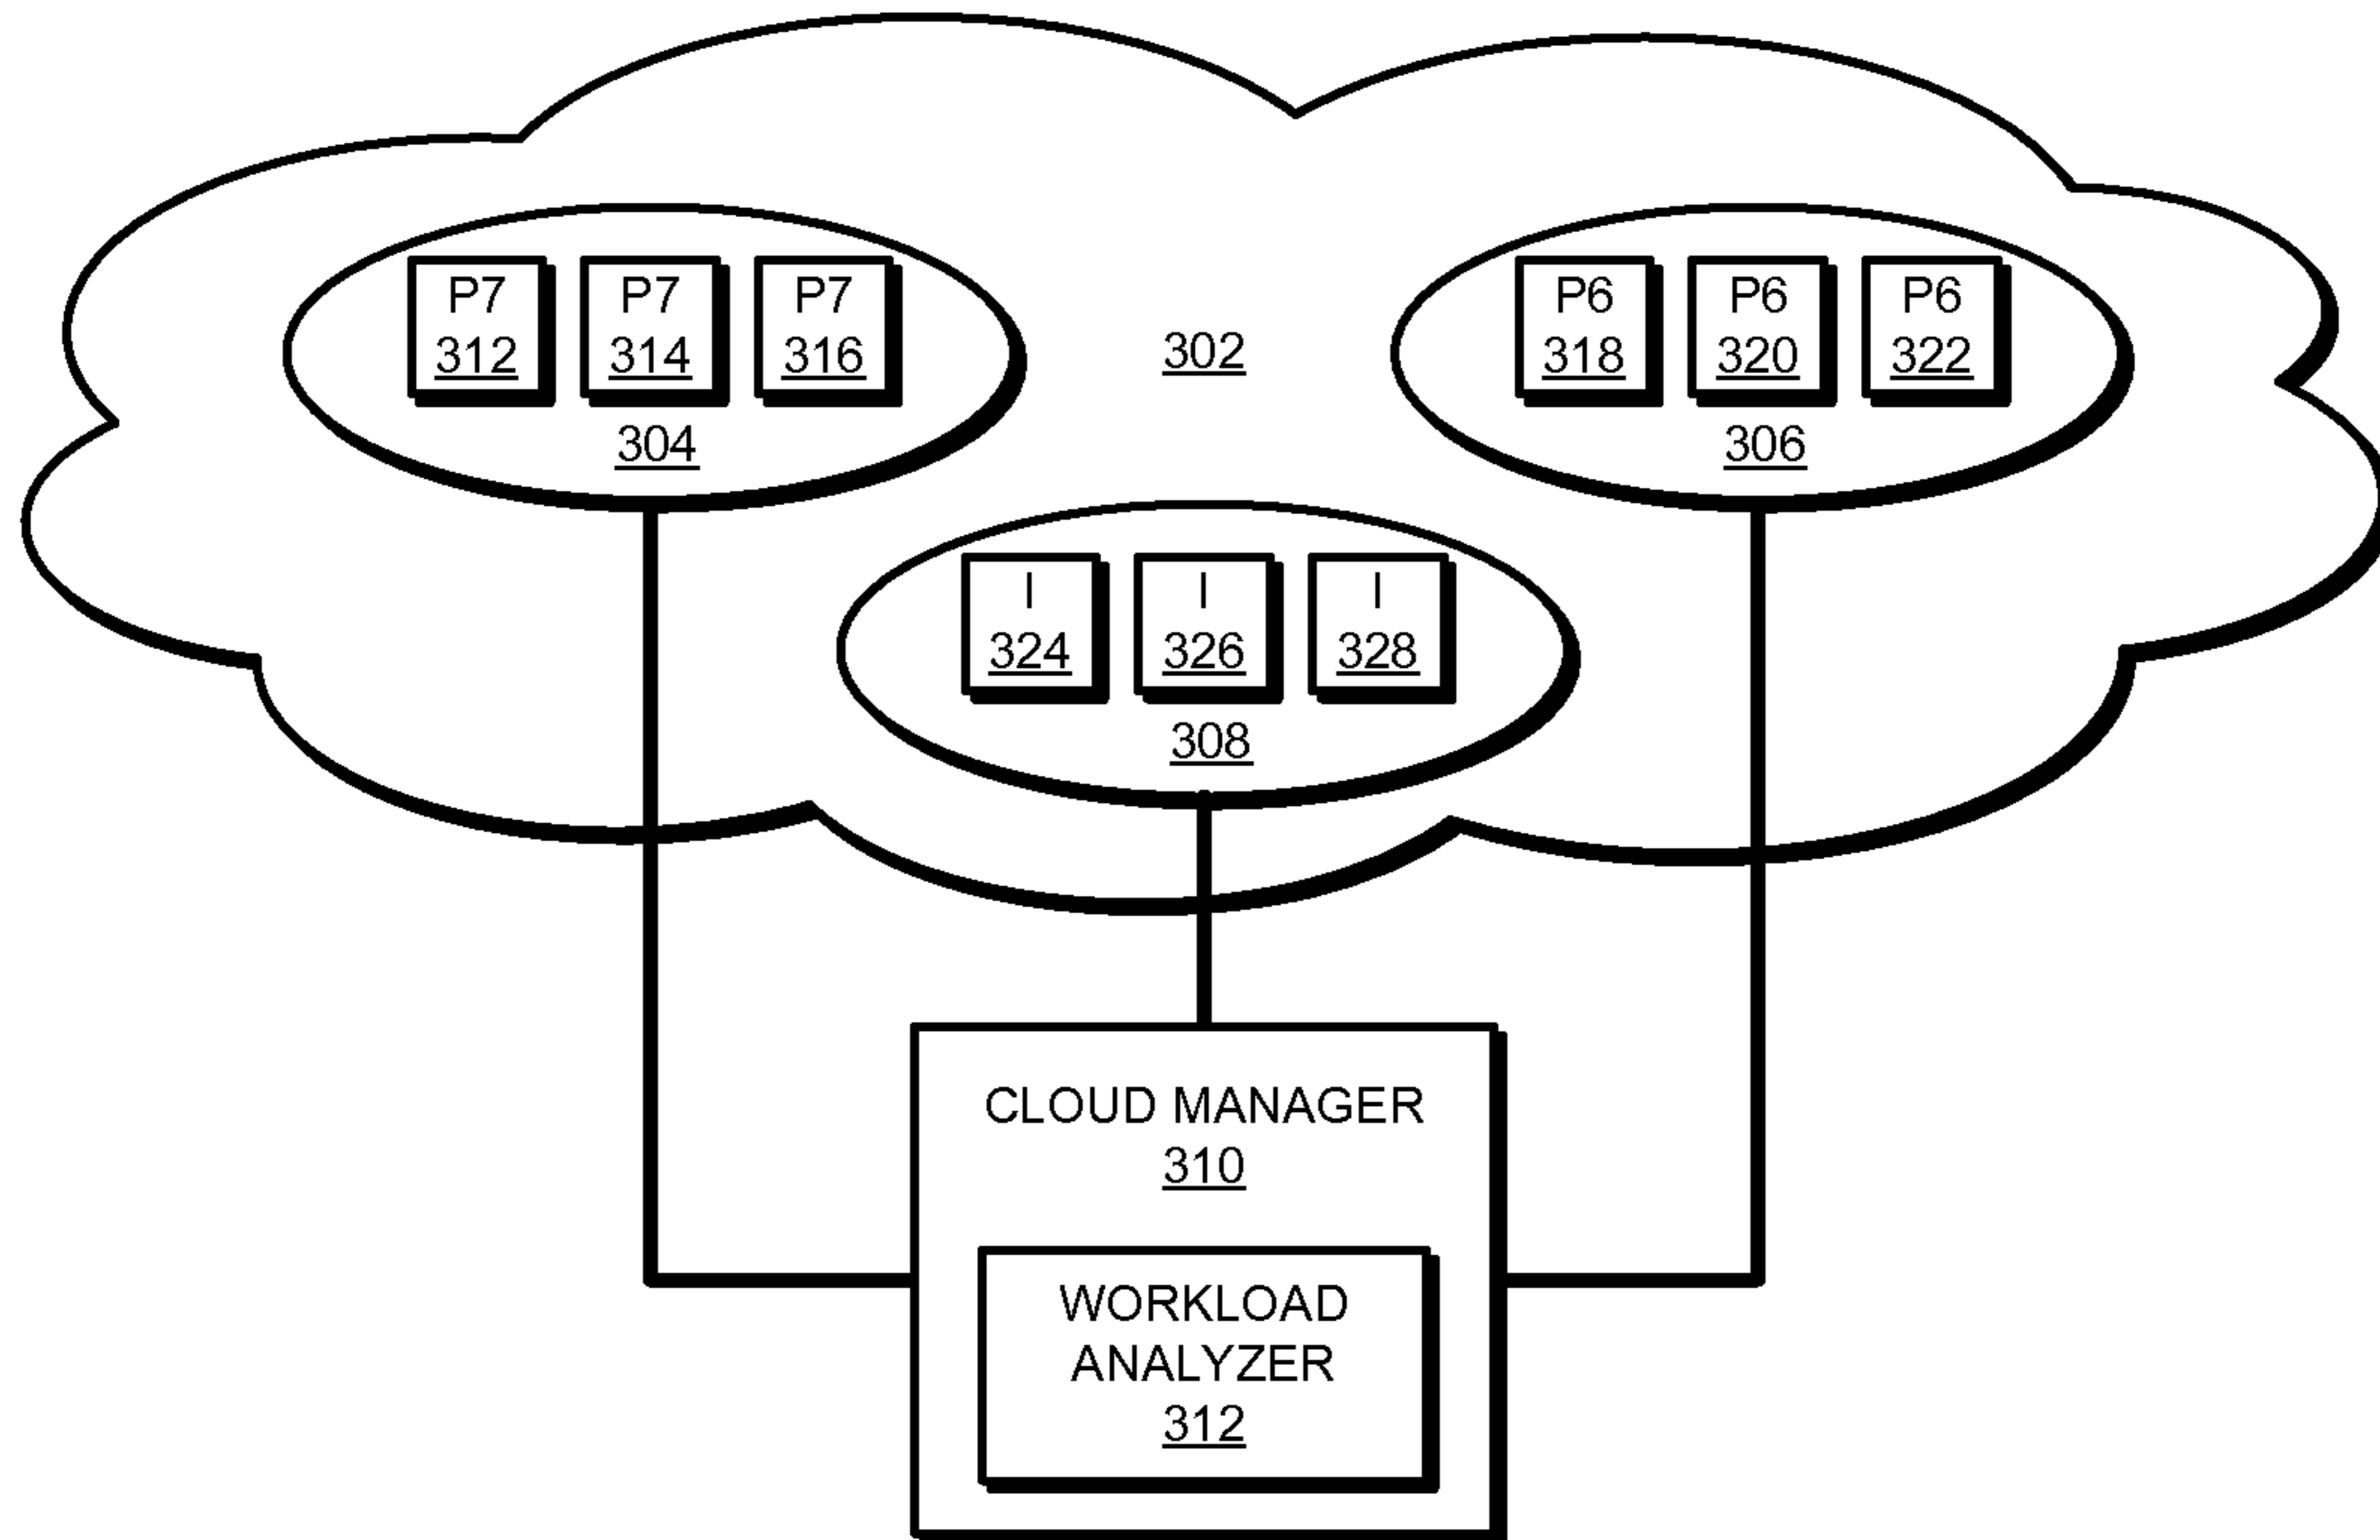 P7 P7 P7
312 314 316
304
302
P6 P6 P6
318 320 322
306
I I I
324 326 328
308
CLOUD MANAGER
310
WORKLOAD
ANALYZER
312